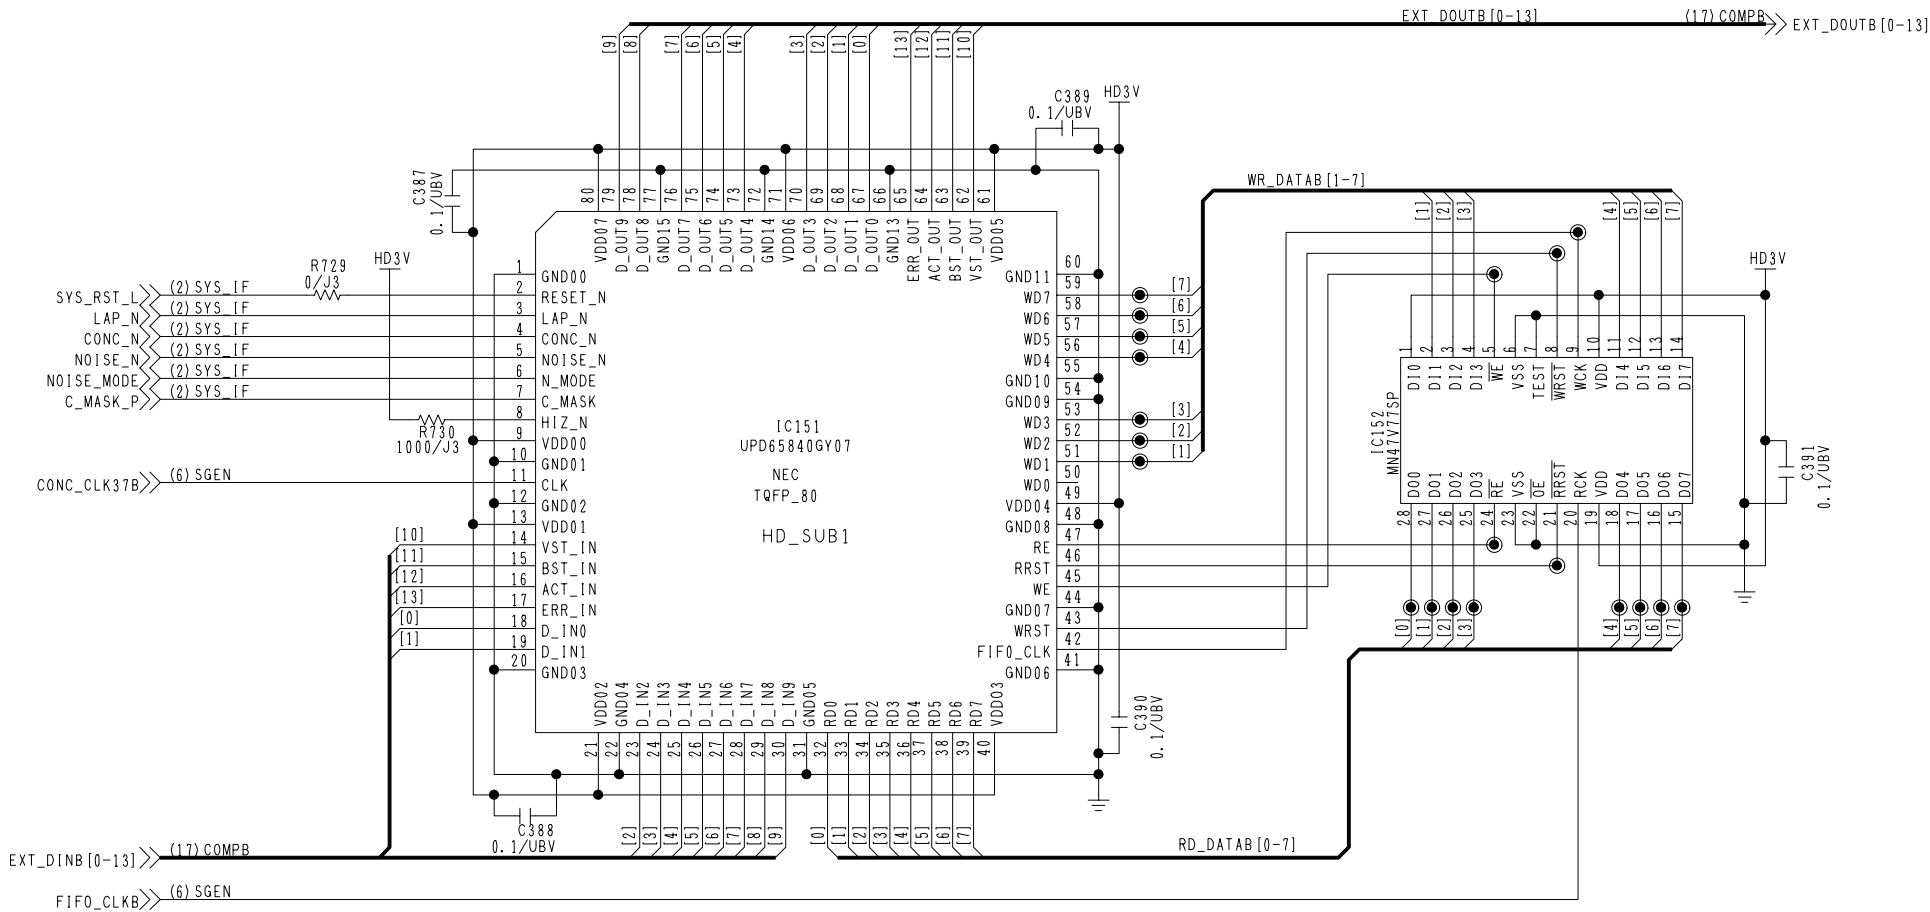 EXT_DOUTB[0-13] (17) COMPB EXT_DOUTB[0-13]
[9] [8] [7] [6] [5] [4] [3] [2] [1] [0] [13] [12] [11] [10]
C389
0.1/UBV
HD3V
C387
0.1/UBV
80 79 78 77 76 75 74 73 72 71 70 69 68 67 66 65 64 63 62 61
VDD07 D_OUT9 D_OUT8 GND15 D_OUT7 D_OUT6 D_OUT5 D_OUT4 GND14 VDD06 D_OUT3 D_OUT2 D_OUT1 D_OUT0 GND13 ERR_OUT ACT_OUT BST_OUT VST_OUT VDD05
HD3V
R729
0/J3
SYS_RST_L (2) SYS_IF
LAP_N (2) SYS_IF
CONC_N (2) SYS_IF
NOISE_N (2) SYS_IF
NOISE_MODE (2) SYS_IF
C_MASK_P (2) SYS_IF
R730
1000/J3
CONC_CLK37B (6) SGEN
[10]
[11]
[12]
[13]
[0]
[1]
1 GND00
2 RESET_N
3 LAP_N
4 CONC_N
5 NOISE_N
6 N_MODE
7 C_MASK
8 HIZ_N
9 VDD00
10 GND01
11 CLK
12 GND02
13 VDD01
14 VST_IN
15 BST_IN
16 ACT_IN
17 ERR_IN
18 D_IN0
19 D_IN1
20 GND03
IC151
UPD65840GY07
NEC
TQFP_80
HD_SUB1
GND11 60
WD7 59 [7]
WD6 58 [6]
WD5 57 [5]
WD4 56 [4]
GND10 55
GND09 54
WD3 53 [3]
WD2 52 [2]
WD1 51 [1]
WD0 50
VDD04 49
GND08 48
RE 47
RRST 46
WE 45
GND07 44
WRST 43
FIFO_CLK 42
GND06 41
VDD02 GND04 D_IN2 D_IN3 D_IN4 D_IN5 D_IN6 D_IN7 D_IN8 D_IN9 GND05 RD0 RD1 RD2 RD3 RD4 RD5 RD6 RD7 VDD03
21 22 23 24 25 26 27 28 29 30 31 32 33 34 35 36 37 38 39 40
C388
0.1/UBV
C390
0.1/UBV
[2] [3] [4] [5] [6] [7] [8] [9] [0] [1] [2] [3] [4] [5] [6] [7]
WR_DATAB[1-7]
[1] [2] [3] [4] [5] [6] [7]
HD3V
1 2 3 4 5 6 7 8 9 10 11 12 13 14
DI0 DI1 DI2 DI3 WE VSS TEST WRST WCK VDD DI4 DI5 DI6 DI7
IC152
MN47V77SP
DO0 DO1 DO2 DO3 RE VSS OE RRST RCK VDD DO4 DO5 DO6 DO7
28 27 26 25 24 23 22 21 20 19 18 17 16 15
C391
0.1/UBV
[0] [1] [2] [3] [4] [5] [6] [7]
RD_DATAB[0-7]
EXT_DINB[0-13] (17) COMPB
FIFO_CLKB (6) SGEN